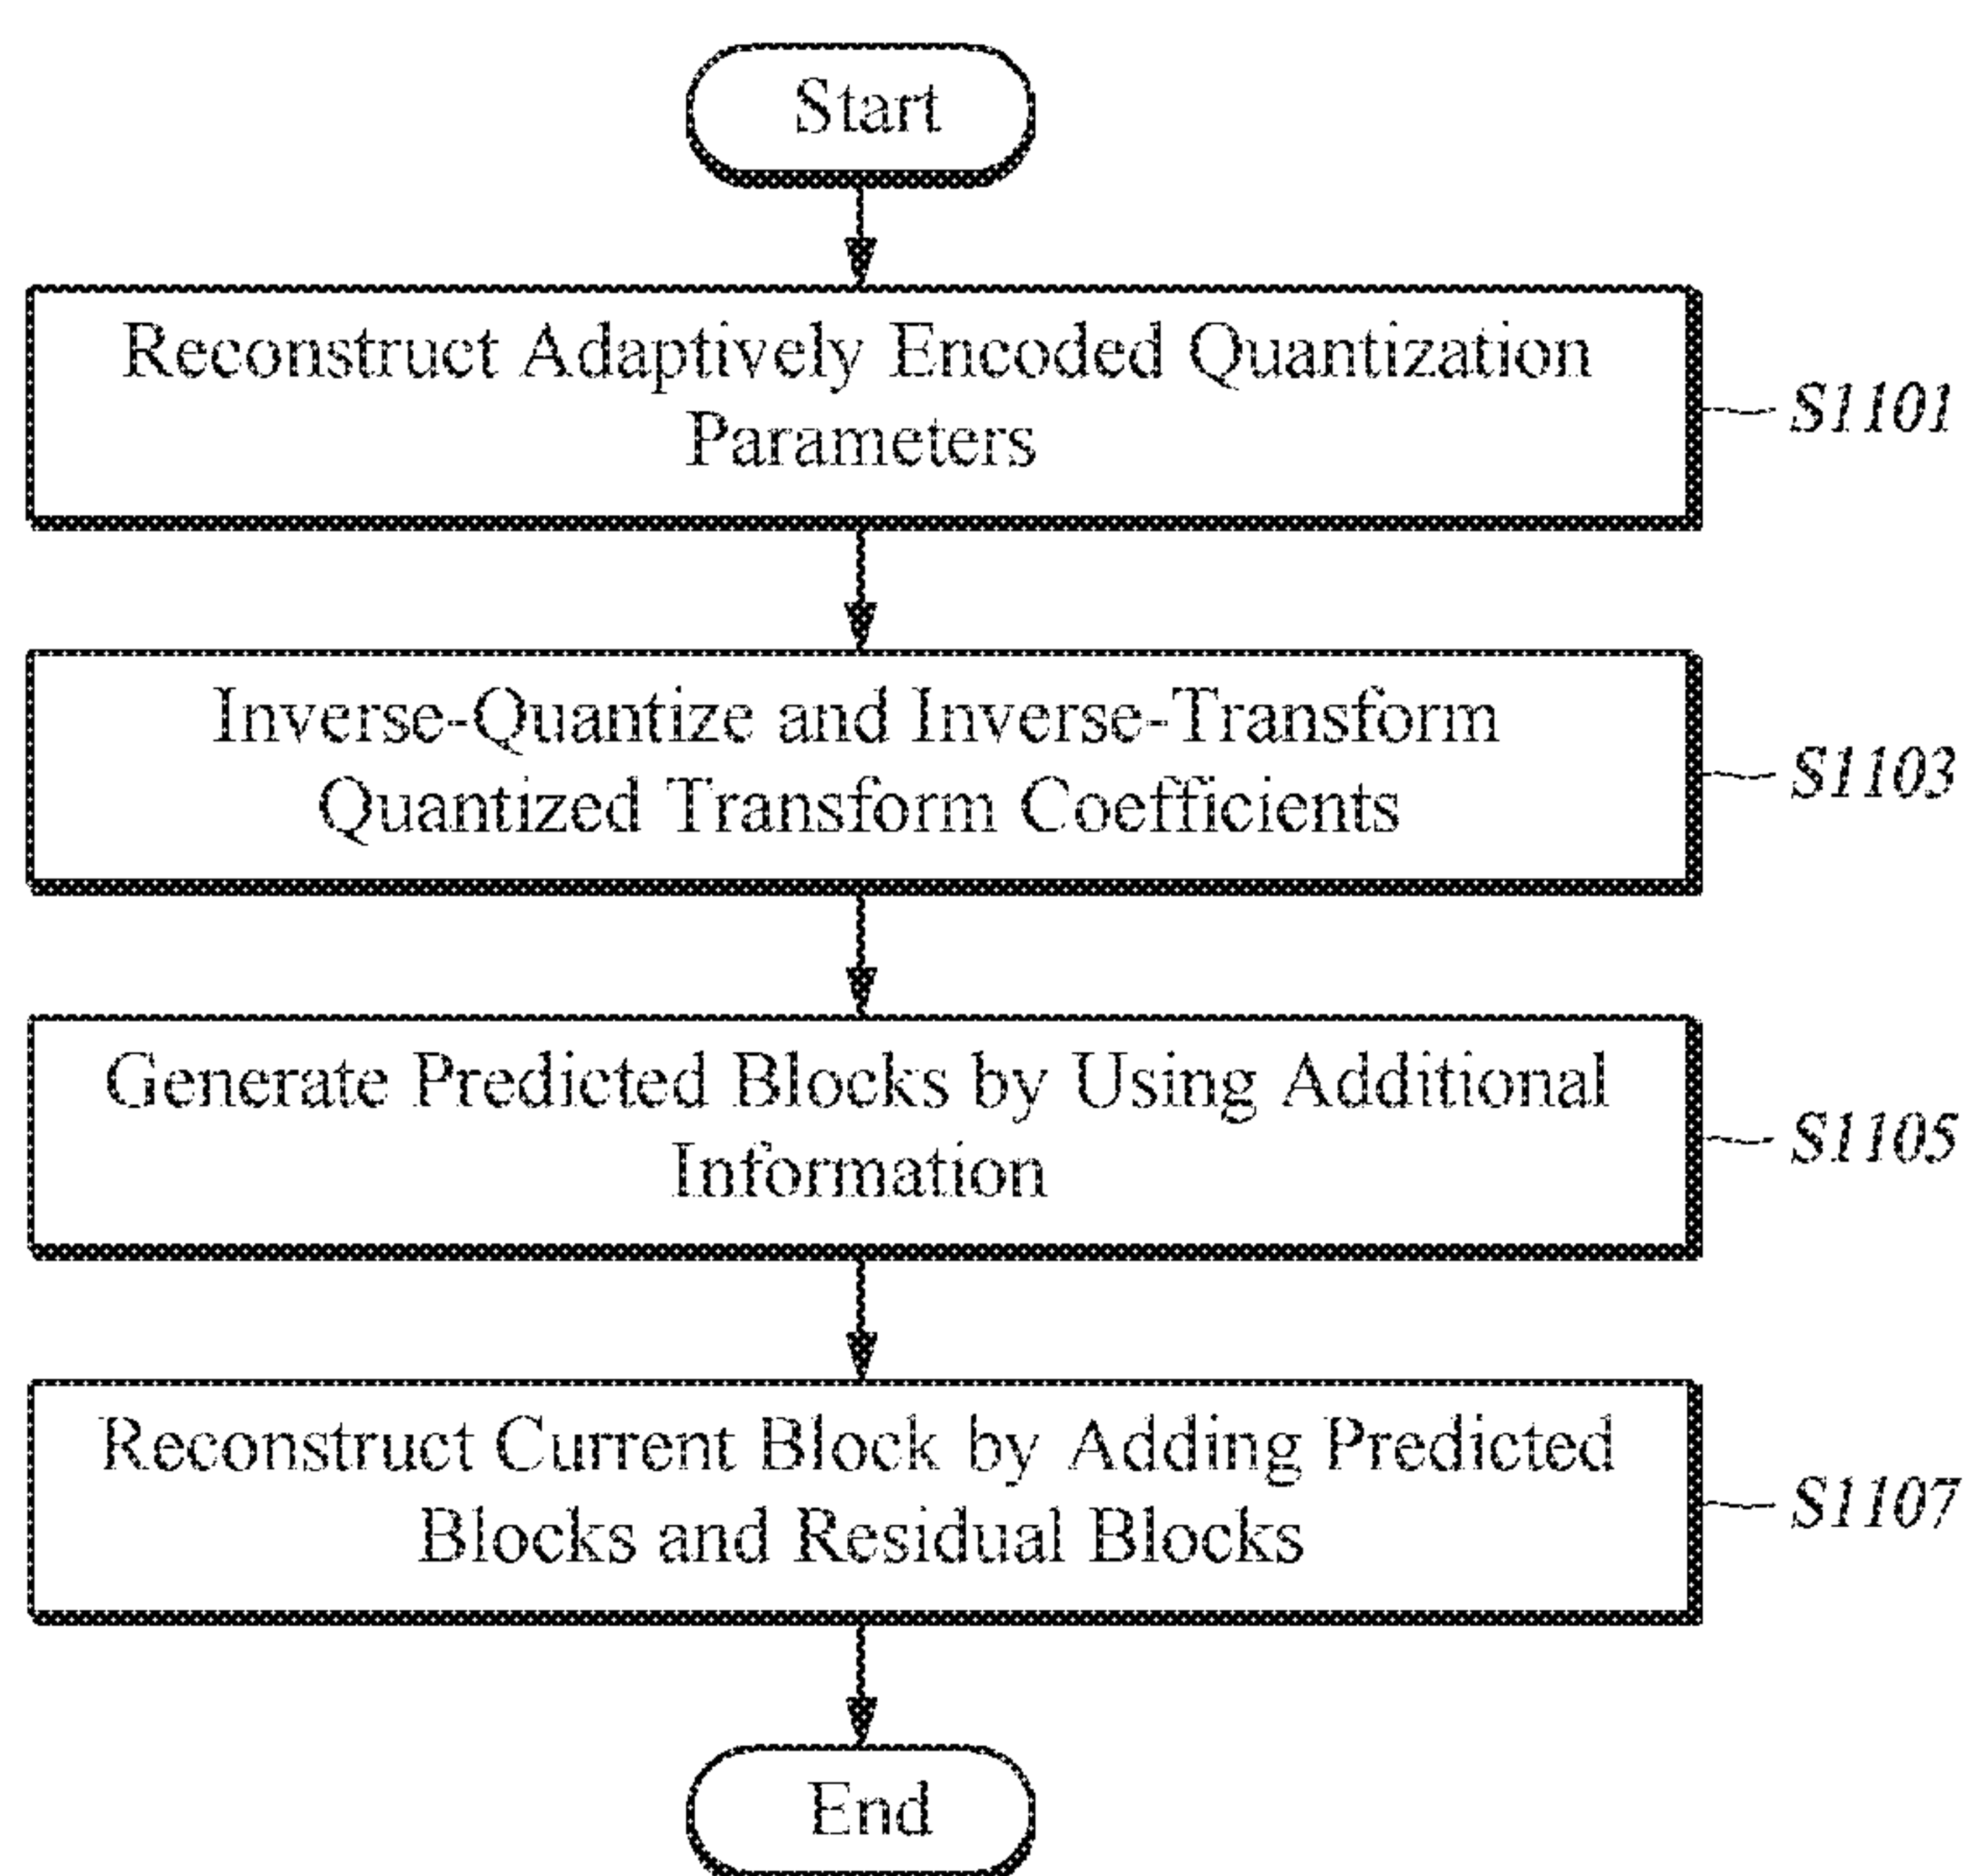 Start
Reconstruct Adaptively Encoded Quantization
Parameters
S1101
Inverse-Quantize and Inverse-Transform
Quantized Transform Coefficients
S1103
Generate Predicted Blocks by Using Additional
Information
S1105
Reconstruct Current Block by Adding Predicted
Blocks and Residual Blocks
S1107
End